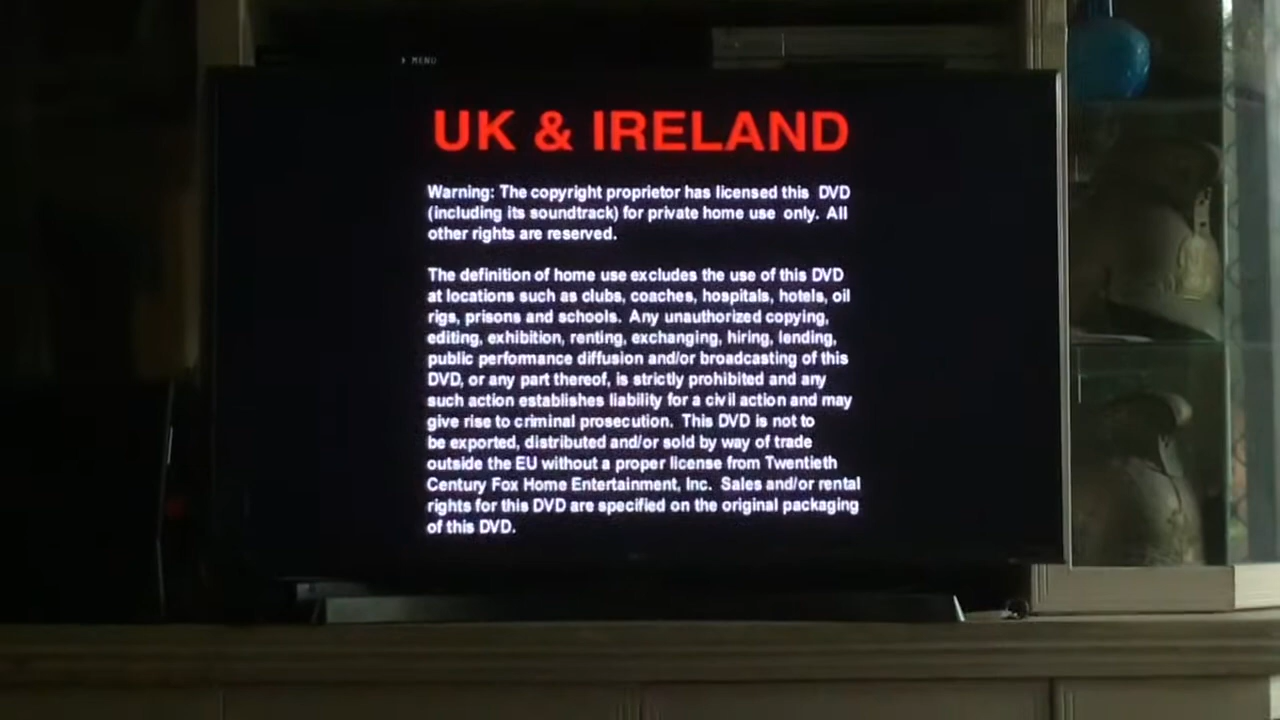 MENU
UK & IRELAND
Warning: The copyright proprietor has licensed this DVD
(including its soundtrack) for private home use only. All
other rights are reserved.
The definition of home use excludes the use of this DVD
at locations such as clubs, coaches, hospitals, hotels, oil
rigs, prisons and schools. Any unauthorized copying,
editing, exhibition, renting, exchanging, hiring, lending,
public performance diffusion and/or broadcasting of this
DVD, or any part thereof, is strictly prohibited and any
such action establishes liability for a civil action and may
give rise to criminal prosecution. This DVD is not to
be exported, distributed and/or sold by way of trade
outside the EU without a proper license from Twentieth
Century Fox Home Entertainment, Inc. Sales and/or rental
rights for this DVD are specified on the original packaging
of this DVD.